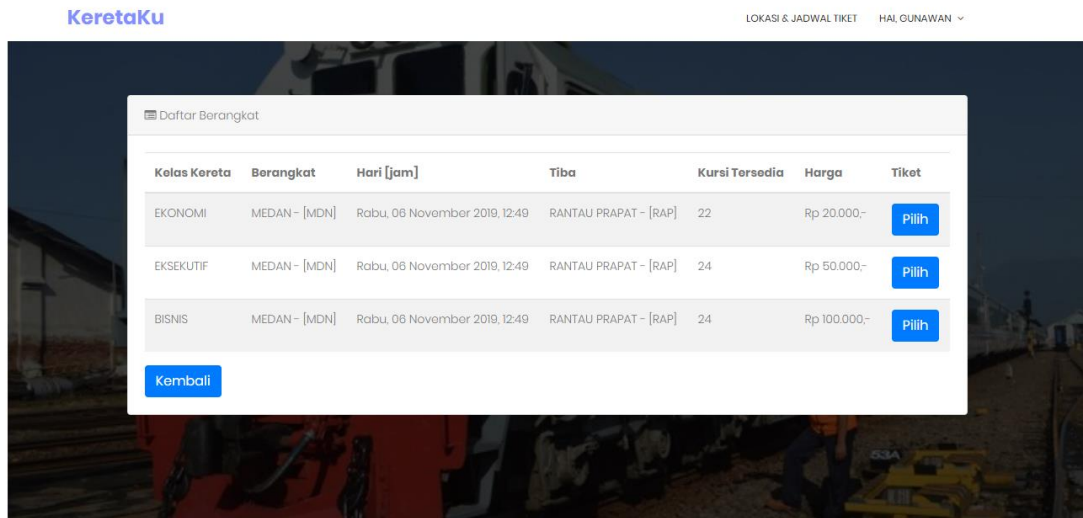 KeretaKu
LOKASI & JADWAL TIKET HAI, GUNAWAN
Daftar Berangkat
Kelas Kereta Berangkat Hari [jam] Tiba Kursi Tersedia Harga Tiket
EKONOMI MEDAN - [MDN] Rabu, 06 November 2019, 12:49 RANTAU PRAPAT - [RAP] 22 Rp 20.000,- Pilih
EKSEKUTIF MEDAN - [MDN] Rabu, 06 November 2019, 12:49 RANTAU PRAPAT - [RAP] 24 Rp 50.000,- Pilih
BISNIS MEDAN - [MDN] Rabu, 06 November 2019, 12:49 RANTAU PRAPAT - [RAP] 24 Rp 100.000,- Pilih
Kembali
53A